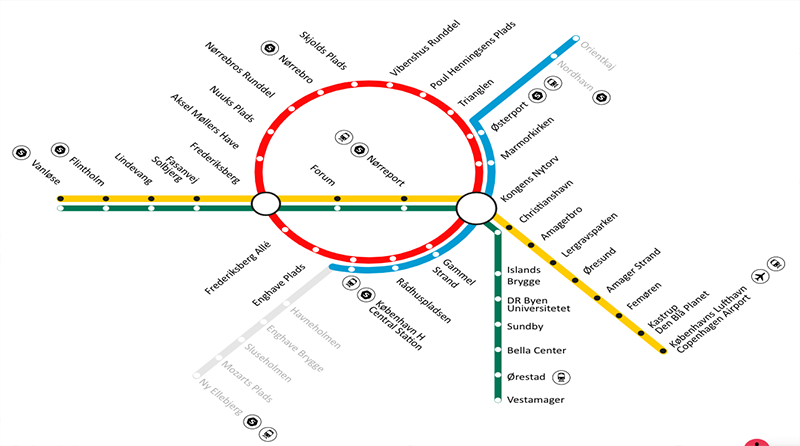 Skjolds Plads
Vibenshus Runddel
Poul Henningsens Plads
Nørrebro
Nørrebros Runddel
Trianglen
Orientkaj
Nordhavn
Nuuks Plads
Østerport
Aksel Møllers Have
Marmorkirken
Frederiksberg
Vanløse
Flintholm
Lindevang
Fasanvej
Solbjerg
Forum
Nørreport
Kongens Nytorv
Christianshavn
Amagerbro
Lergravsparken
Øresund
Amager Strand
Femøren
Kastrup
Den Blå Planet
Københavns Lufthavn
Copenhagen Airport
Frederiksberg Allé
Enghave Plads
København H
Central Station
Rådhuspladsen
Gammel
Strand
Islands
Brygge
DR Byen
Universitetet
Sundby
Bella Center
Ørestad
Vestamager
Havneholmen
Enghave Brygge
Sluseholmen
Mozarts Plads
Ny Ellebjerg